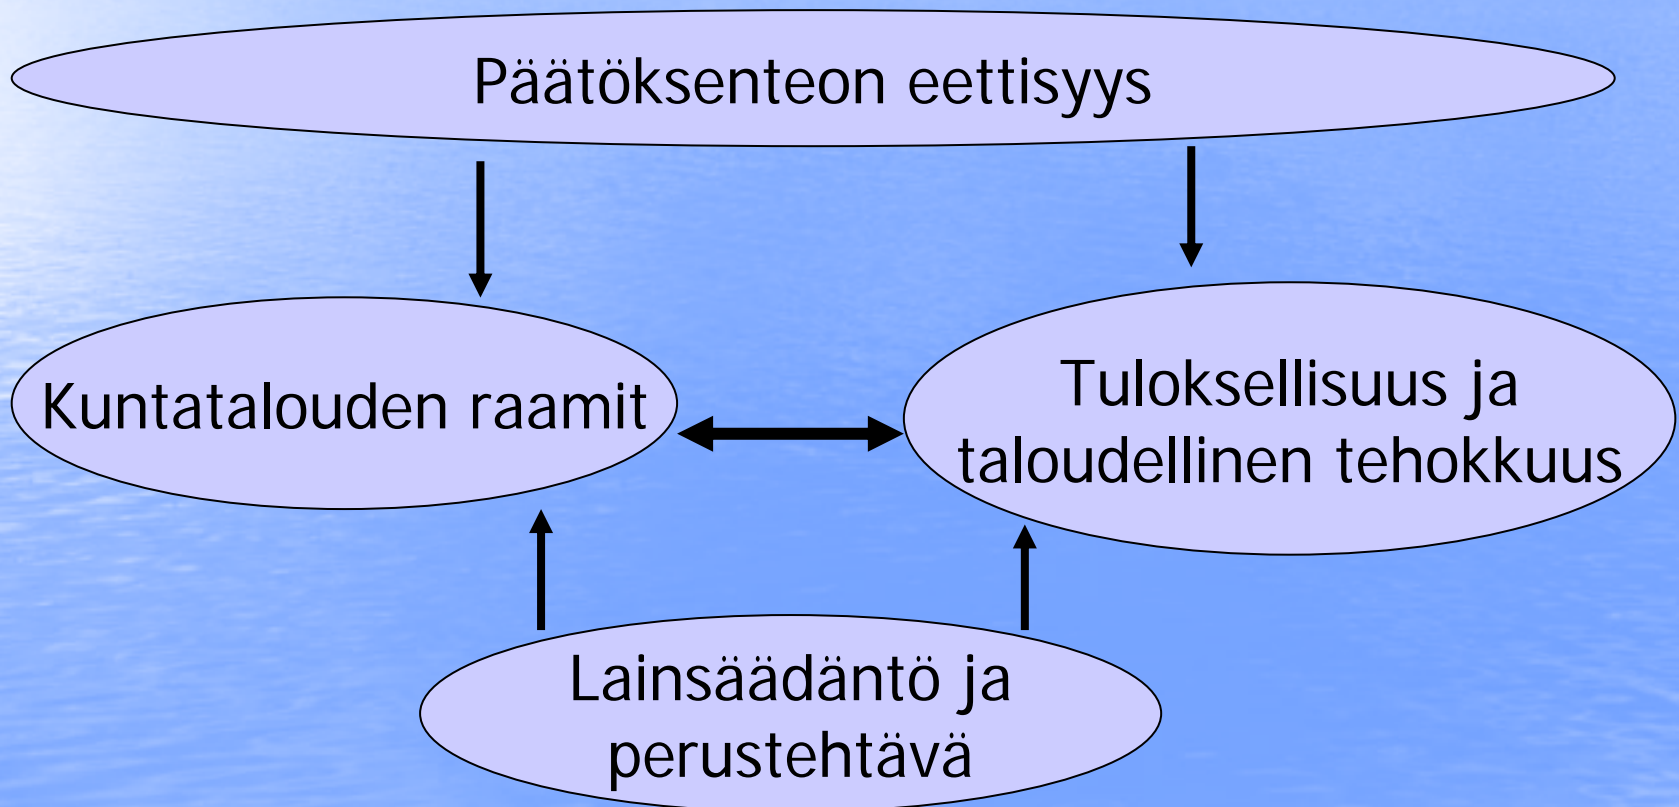 Päätöksenteon eettisyys
Kuntatalouden raamit
Tuloksellisuus ja
taloudellinen tehokkuus
Lainsäädäntö ja
perustehtävä